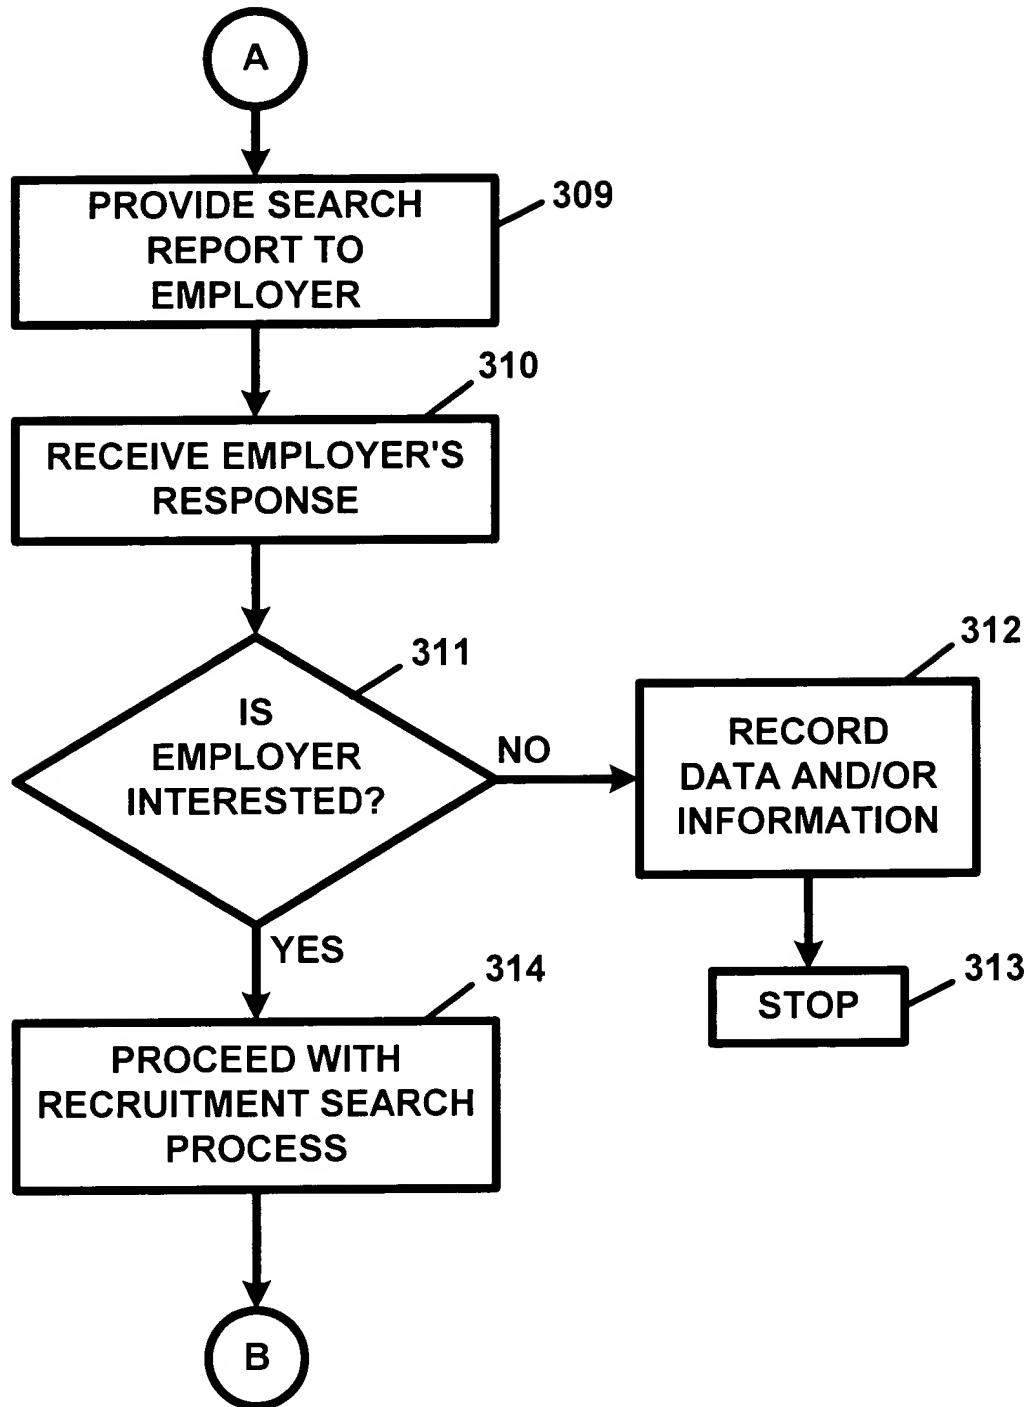 A
PROVIDE SEARCH
REPORT TO
EMPLOYER
309
310
RECEIVE EMPLOYER'S
RESPONSE
311
IS
EMPLOYER
INTERESTED?
NO
312
RECORD
DATA AND/OR
INFORMATION
YES
313
STOP
314
PROCEED WITH
RECRUITMENT SEARCH
PROCESS
B